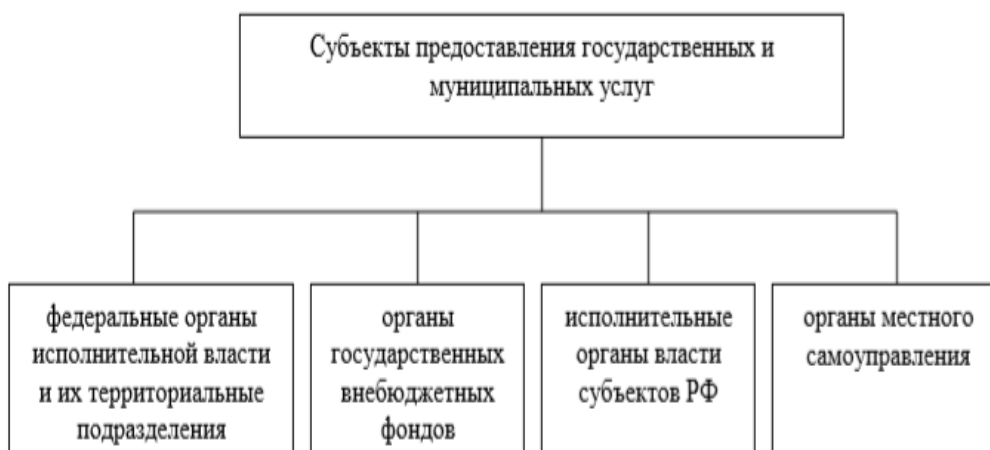 Субъекты предоставления государственных и
муниципальных услуг
федеральные органы
исполнительной власти
и их территориальные
подразделения
органы
государственных
внебюджетных
фондов
исполнительные
органы власти
субъектов РФ
органы местного
самоуправления